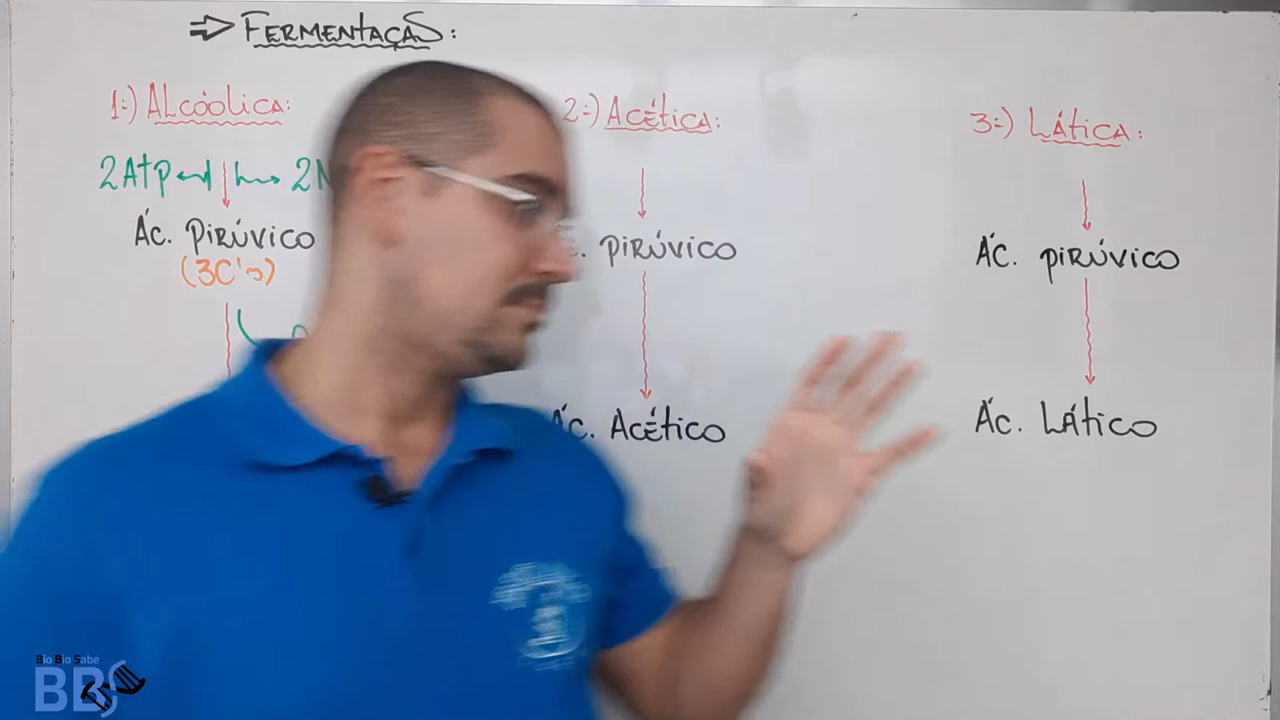 ⇒ FERMENTAÇAS:
1:) ALCOÓLICA:
2ATP
Ác. PIRÚVICO
(3C's)
2:) ACÉTICA:
PIRÚVICO
Ác. ACÉTICO
3:) LÁTICA:
Ác. PIRÚVICO
Ác. LÁTICO
Bio Bio Sabe
BBS